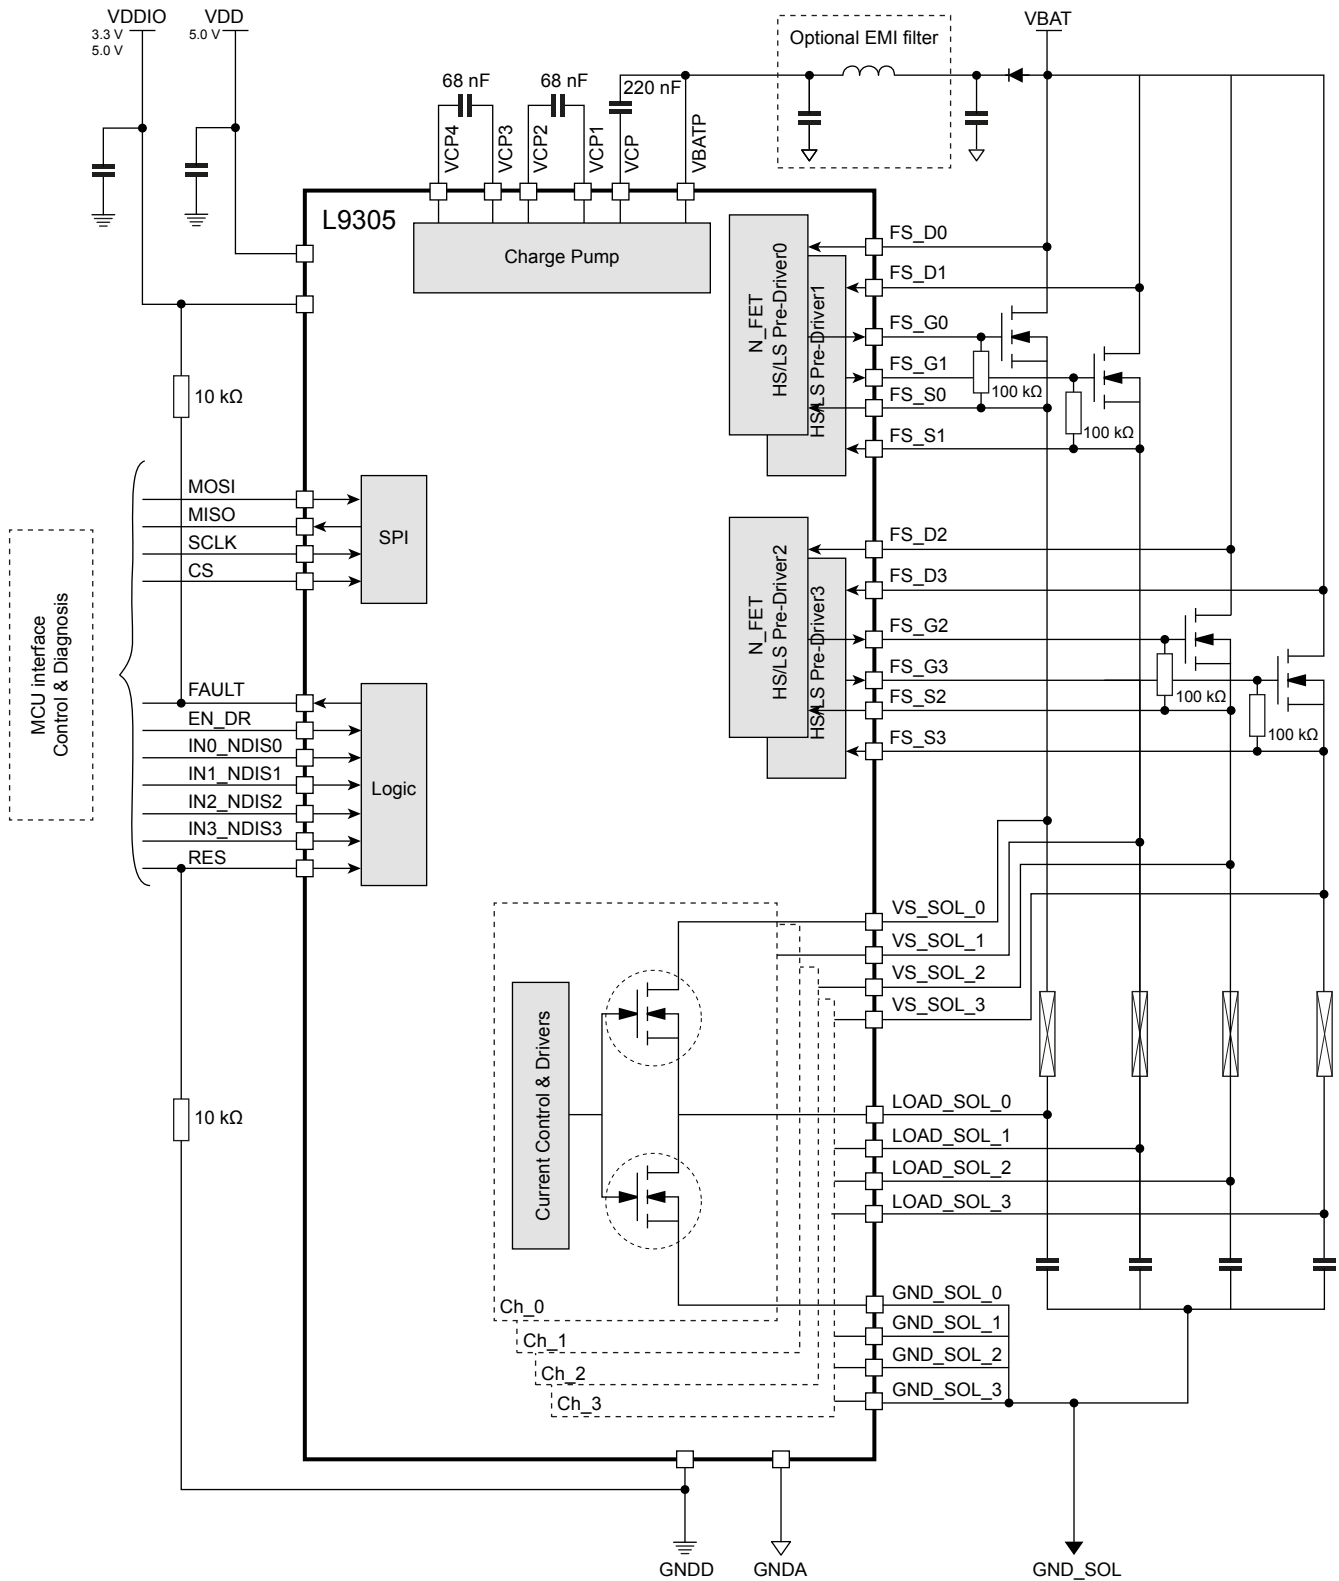 VDDIO
3.3 V
5.0 V
VDD
5.0 V
Optional EMI filter
VBAT
68 nF
68 nF
220 nF
VCP4
VCP3
VCP2
VCP1
VCP
VBATP
L9305
Charge Pump
N_FET
HS/LS Pre-Driver0
HS/LS Pre-Driver1
FS_D0
FS_D1
FS_G0
FS_G1
FS_S0
FS_S1
100 kΩ
100 kΩ
10 kΩ
MCU interface
Control & Diagnosis
MOSI
MISO
SCLK
CS
SPI
N_FET
HS/LS Pre-Driver2
HS/LS Pre-Driver3
FS_D2
FS_D3
FS_G2
FS_G3
FS_S2
FS_S3
100 kΩ
100 kΩ
FAULT
EN_DR
IN0_NDIS0
IN1_NDIS1
IN2_NDIS2
IN3_NDIS3
RES
Logic
10 kΩ
Current Control & Drivers
VS_SOL_0
VS_SOL_1
VS_SOL_2
VS_SOL_3
LOAD_SOL_0
LOAD_SOL_1
LOAD_SOL_2
LOAD_SOL_3
GND_SOL_0
GND_SOL_1
GND_SOL_2
GND_SOL_3
Ch_0
Ch_1
Ch_2
Ch_3
GNDD
GNDA
GND_SOL